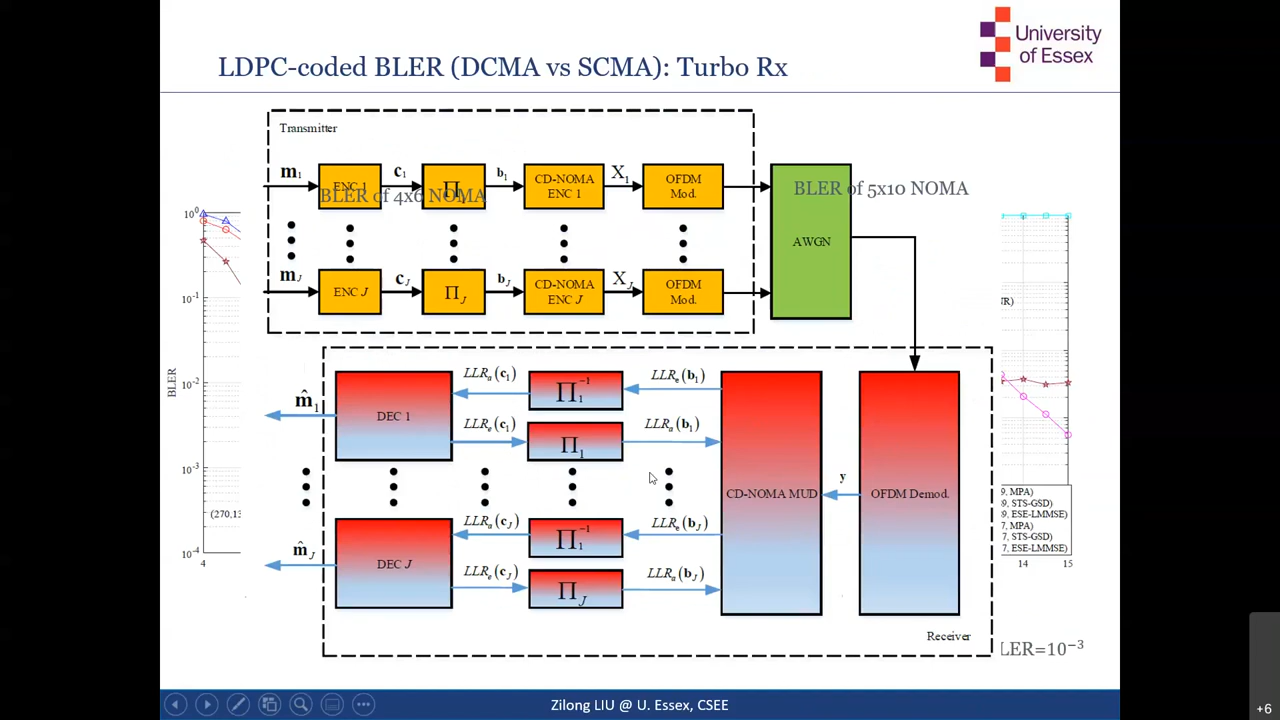 University
of Essex
LDPC-coded BLER (DCMA vs SCMA): Turbo Rx
Transmitter
m1 ENC 1 c1 Π1 b1 CD-NOMA ENC 1 X1 OFDM Mod.
BLER of 4x6 NOMA
BLER of 5x10 NOMA
AWGN
mJ ENC J cJ ΠJ bJ CD-NOMA ENC J XJ OFDM Mod.
10^0
10^-1
10^-2
10^-3
10^-4
BLER
4
(270,13
m̂1 DEC 1 LLRa(c1) Π1^-1 LLRe(b1)
LLRe(c1) Π1 LLRa(b1)
CD-NOMA MUD y OFDM Demod.
m̂J DEC J LLRa(cJ) Π1^-1 LLRe(bJ)
LLRe(cJ) ΠJ LLRa(bJ)
Receiver
VR)
9, MPA)
9, STS-GSD)
9, ESE-LMMSE)
7, MPA)
7, STS-GSD)
7, ESE-LMMSE)
14 15
LER=10^−3
Zilong LIU @ U. Essex, CSEE
+6